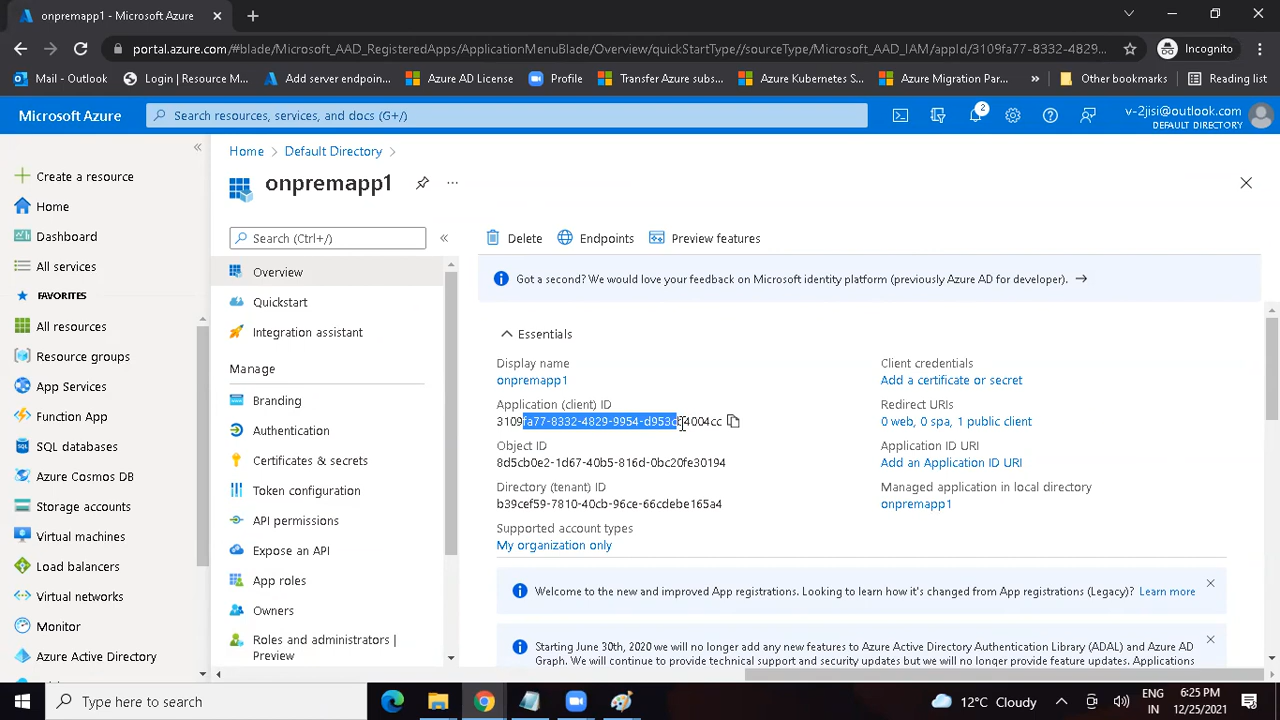 onpremapp1 - Microsoft Azure
portal.azure.com/#blade/Microsoft_AAD_RegisteredApps/ApplicationMenuBlade/Overview/quickStartType//sourceType/Microsoft_AAD_IAM/appId/3109fa77-8332-4829...
Incognito
Mail - Outlook
Login | Resource M...
Add server endpoin...
Azure AD License
Profile
Transfer Azure subs...
Azure Kubernetes S...
Azure Migration Par...
Other bookmarks
Reading list
Microsoft Azure
Search resources, services, and docs (G+/)
2
v-2jisi@outlook.com
DEFAULT DIRECTORY
Create a resource
Home
Dashboard
All services
FAVORITES
All resources
Resource groups
App Services
Function App
SQL databases
Azure Cosmos DB
Storage accounts
Virtual machines
Load balancers
Virtual networks
Monitor
Azure Active Directory
Home > Default Directory >
onpremapp1
Search (Ctrl+/)
Overview
Quickstart
Integration assistant
Manage
Branding
Authentication
Certificates & secrets
Token configuration
API permissions
Expose an API
App roles
Owners
Roles and administrators |
Preview
Delete
Endpoints
Preview features
Got a second? We would love your feedback on Microsoft identity platform (previously Azure AD for developer).
Essentials
Display name
onpremapp1
Application (client) ID
3109fa77-8332-4829-9954-d953cc4004cc
Object ID
8d5cb0e2-1d67-40b5-816d-0bc20fe30194
Directory (tenant) ID
b39cef59-7810-40cb-96ce-66cdebe165a4
Supported account types
My organization only
Client credentials
Add a certificate or secret
Redirect URIs
0 web, 0 spa, 1 public client
Application ID URI
Add an Application ID URI
Managed application in local directory
onpremapp1
Welcome to the new and improved App registrations. Looking to learn how it's changed from App registrations (Legacy)? Learn more
Starting June 30th, 2020 we will no longer add any new features to Azure Active Directory Authentication Library (ADAL) and Azure AD
Graph. We will continue to provide technical support and security updates but we will no longer provide feature updates. Applications
Type here to search
12°C Cloudy
ENG
IN
6:25 PM
12/25/2021